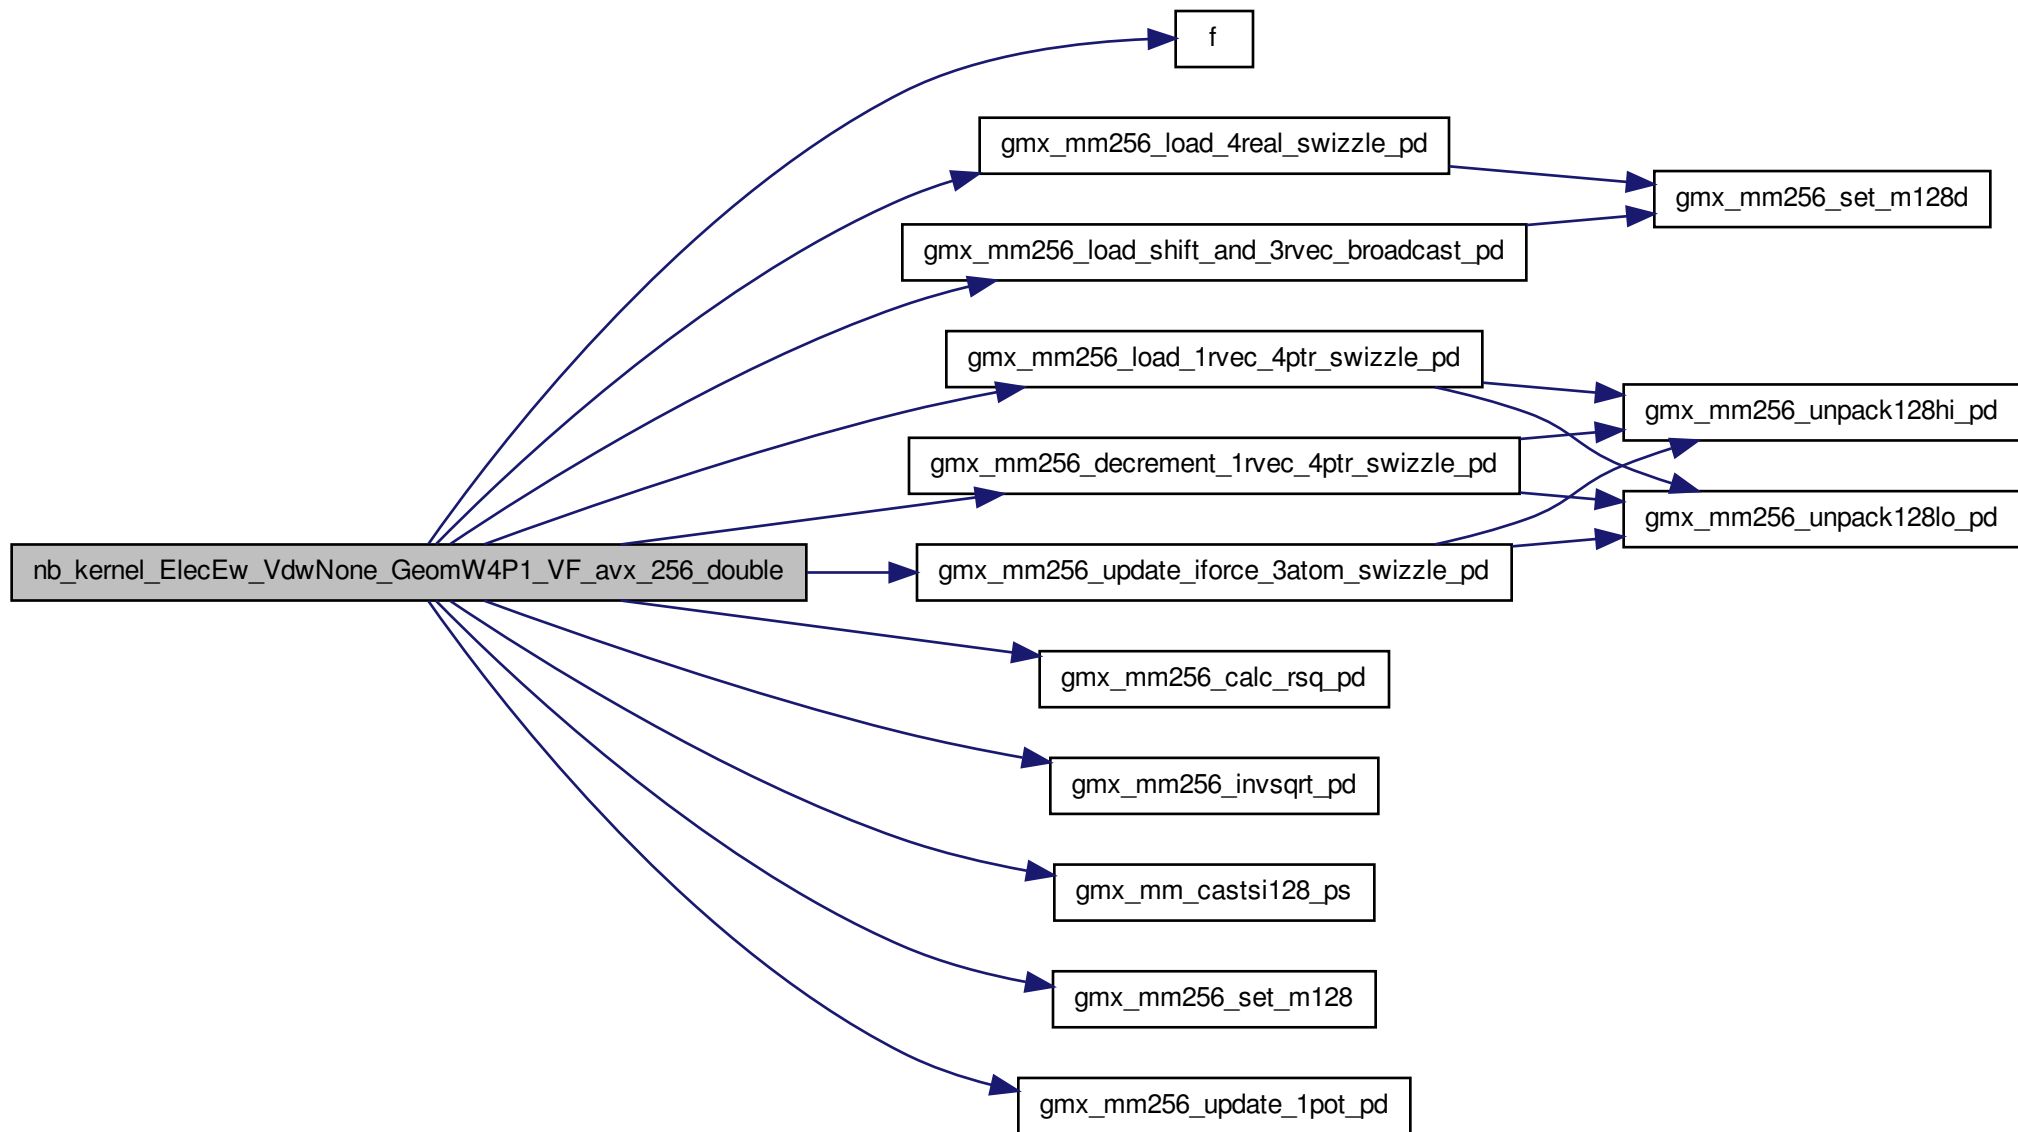 f
gmx_mm256_load_4real_swizzle_pd
gmx_mm256_set_m128d
gmx_mm256_load_shift_and_3rvec_broadcast_pd
gmx_mm256_load_1rvec_4ptr_swizzle_pd
gmx_mm256_unpack128hi_pd
gmx_mm256_decrement_1rvec_4ptr_swizzle_pd
gmx_mm256_unpack128lo_pd
nb_kernel_ElecEw_VdwNone_GeomW4P1_VF_avx_256_double
gmx_mm256_update_iforce_3atom_swizzle_pd
gmx_mm256_calc_rsq_pd
gmx_mm256_invsqrt_pd
gmx_mm_castsi128_ps
gmx_mm256_set_m128
gmx_mm256_update_1pot_pd